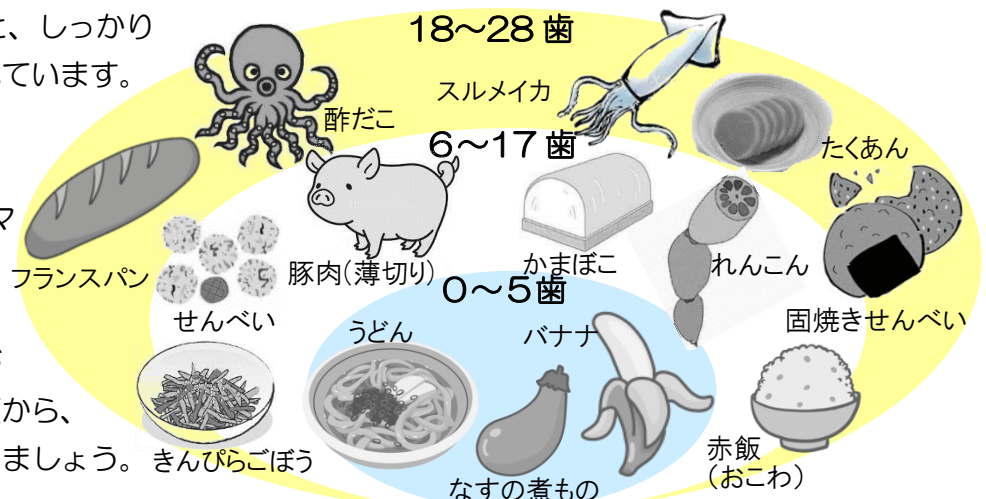 と、しっかり
ています。
マ
から、
ましょう。
18～28歯
スルメイカ
酢だこ
たくあん
6～17歯
フランスパン
豚肉(薄切り)
かまぼこ
れんこん
せんべい
固焼きせんべい
0～5歯
うどん
バナナ
きんぴらごぼう
なすの煮もの
赤飯
(おこわ)